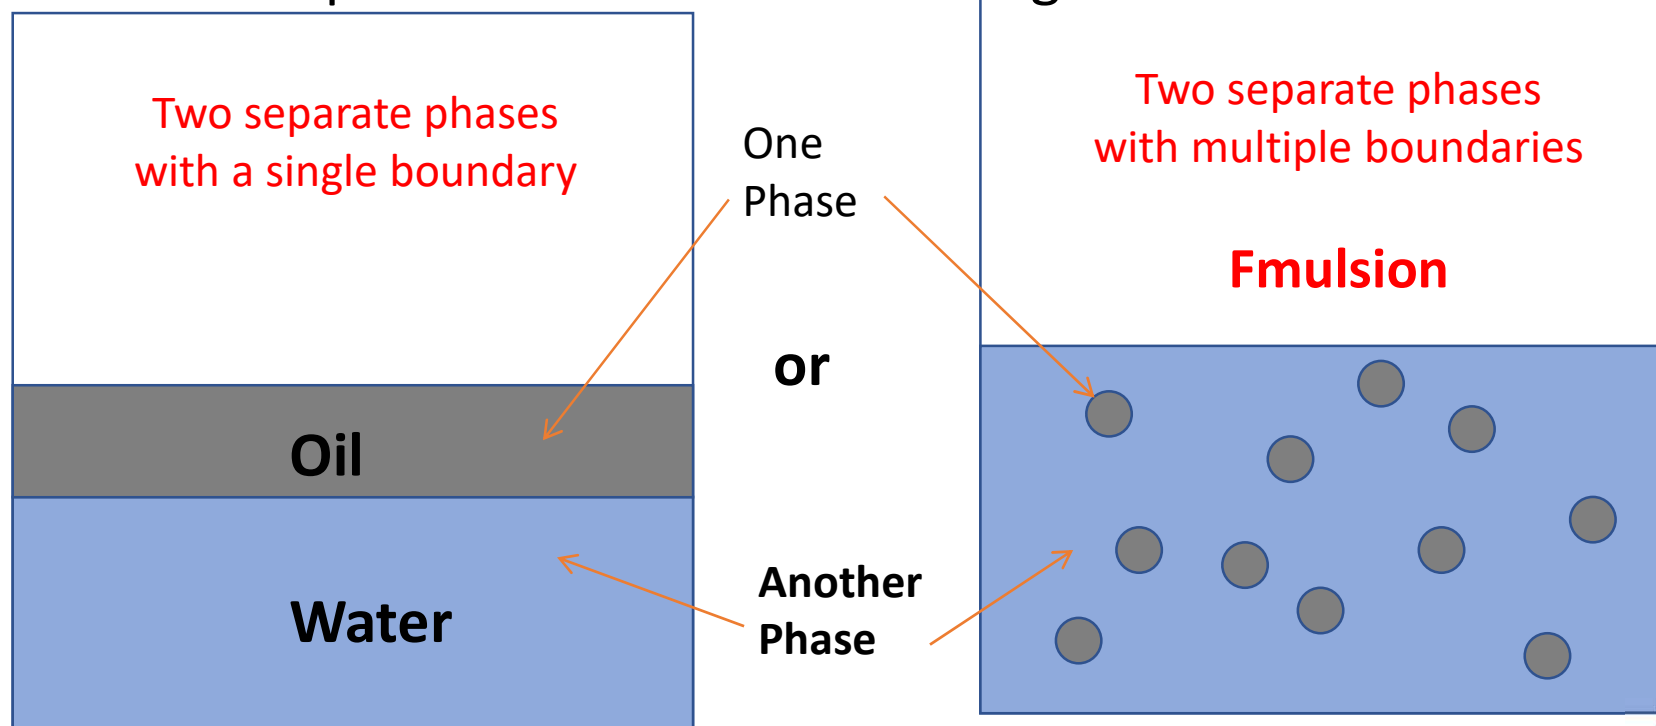 Two separate phases
with a single boundary
One
Phase
Two separate phases
with multiple boundaries
Fmulsion
or
Oil
Water
Another
Phase